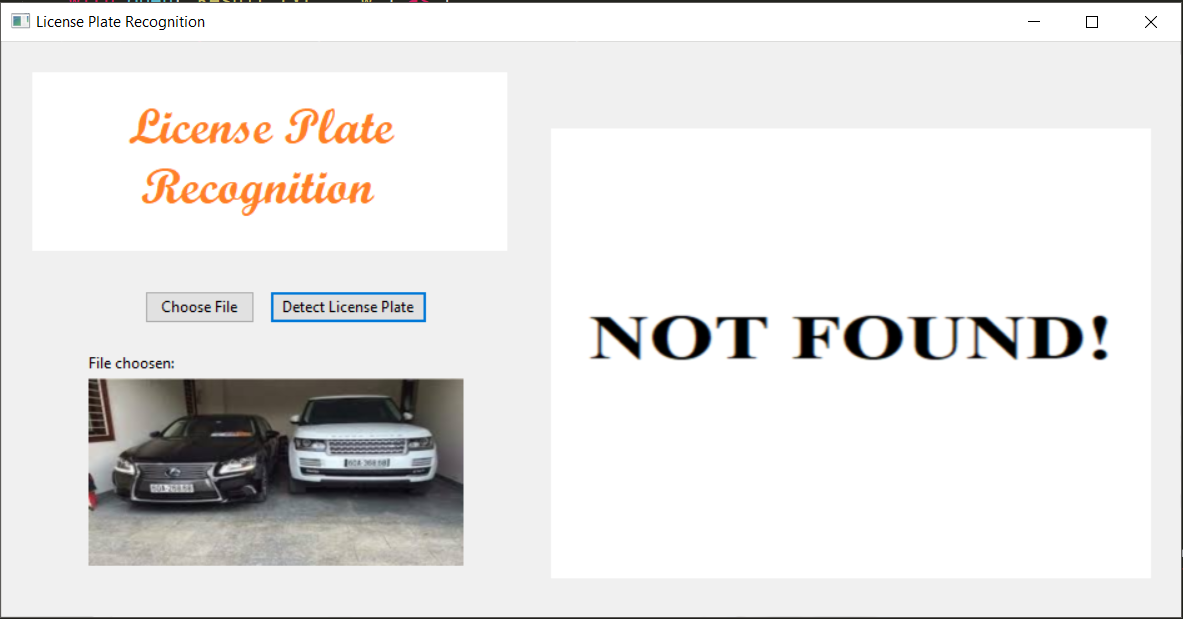 License Plate Recognition
License Plate
Recognition
Choose File
Detect License Plate
File choosen:
NOT FOUND!